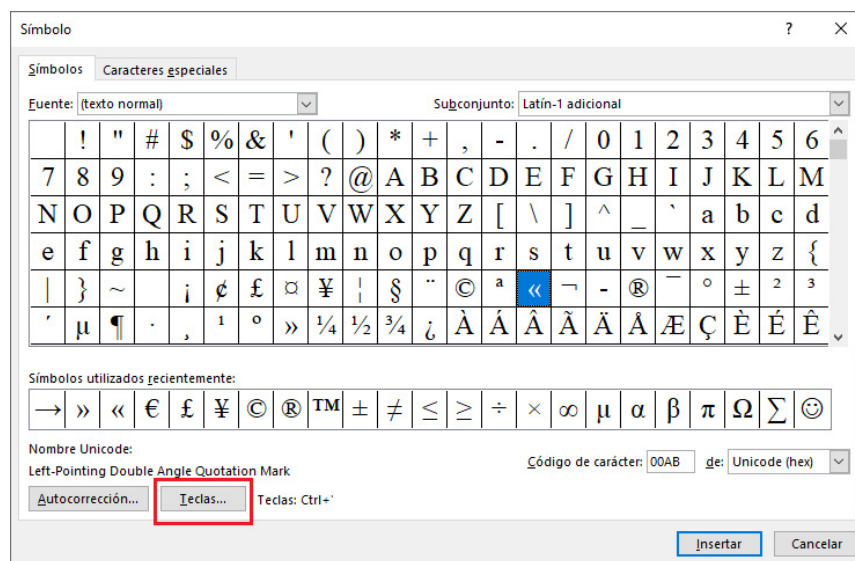 Símbolo ? ×
Símbolos Caracteres especiales
Fuente: (texto normal) Subconjunto: Latín-1 adicional
! " # $ % & ' ( ) * + , - . / 0 1 2 3 4 5 6
7 8 9 : ; < = > ? @ A B C D E F G H I J K L M
N O P Q R S T U V W X Y Z [ \ ] ^ _ ` a b c d
e f g h i j k l m n o p q r s t u v w x y z {
| } ~ ¡ ¢ £ ¤ ¥ ¦ § ¨ © ª « ¬ - ® ¯ ° ± ² ³
´ µ ¶ · ¸ ¹ º » ¼ ½ ¾ ¿ À Á Â Ã Ä Å Æ Ç È É Ê
Símbolos utilizados recientemente:
→ » « € £ ¥ © ® ™ ± ≠ ≤ ≥ ÷ × ∞ µ α β π Ω ∑ ☺
Nombre Unicode:
Left-Pointing Double Angle Quotation Mark
Código de carácter: 00AB de: Unicode (hex)
Autocorrección... Teclas... Teclas: Ctrl+`
Insertar Cancelar